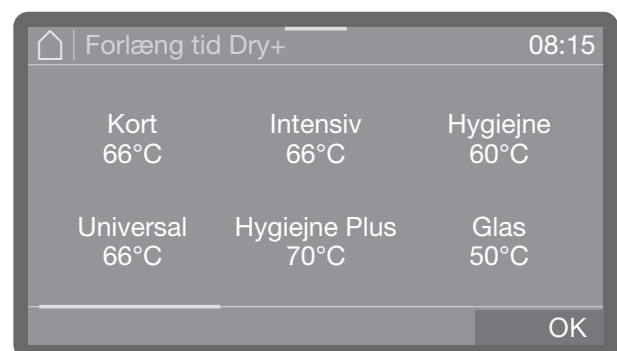 Forlæng tid Dry+ 08:15
Kort Intensiv Hygiejne
66°C 66°C 60°C
Universal Hygiejne Plus Glas
66°C 70°C 50°C
OK